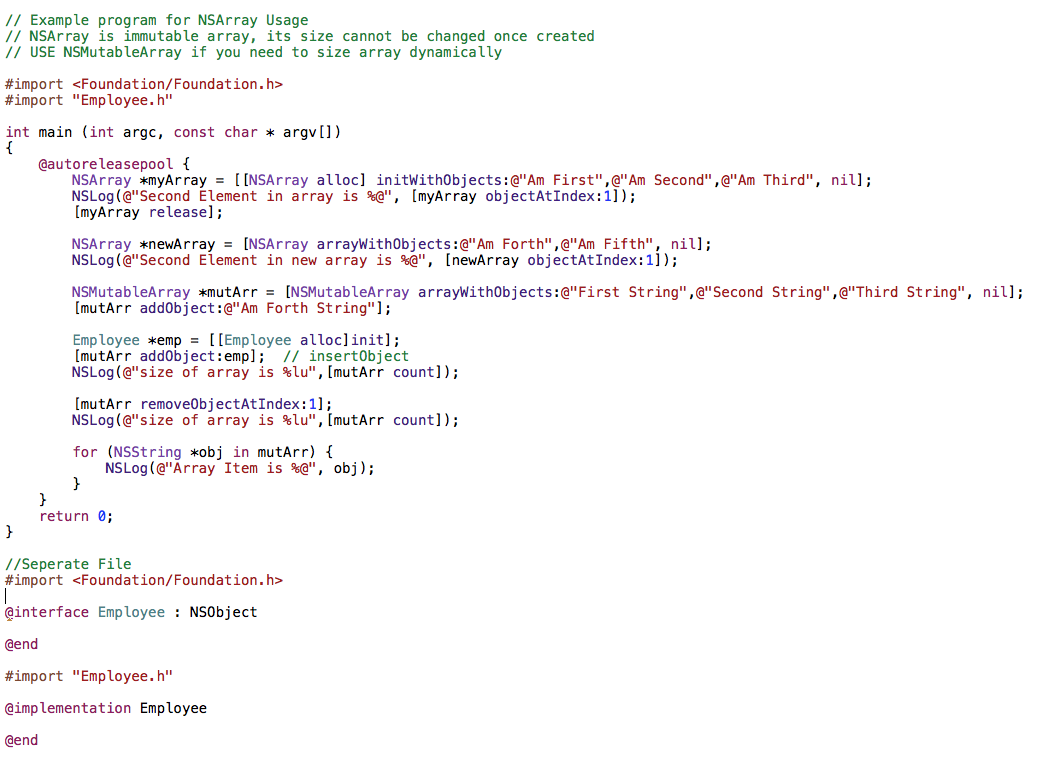 // Example program for NSArray Usage
// NSArray is immutable array, its size cannot be changed once created
// USE NSMutableArray if you need to size array dynamically

#import <Foundation/Foundation.h>
#import "Employee.h"

int main (int argc, const char * argv[])
{
    @autoreleasepool {
        NSArray *myArray = [[NSArray alloc] initWithObjects:@"Am First",@"Am Second",@"Am Third", nil];
        NSLog(@"Second Element in array is %@", [myArray objectAtIndex:1]);
        [myArray release];

        NSArray *newArray = [NSArray arrayWithObjects:@"Am Forth",@"Am Fifth", nil];
        NSLog(@"Second Element in new array is %@", [newArray objectAtIndex:1]);

        NSMutableArray *mutArr = [NSMutableArray arrayWithObjects:@"First String",@"Second String",@"Third String", nil];
        [mutArr addObject:@"Am Forth String"];

        Employee *emp = [[Employee alloc]init];
        [mutArr addObject:emp];  // insertObject
        NSLog(@"size of array is %lu",[mutArr count]);

        [mutArr removeObjectAtIndex:1];
        NSLog(@"size of array is %lu",[mutArr count]);

        for (NSString *obj in mutArr) {
            NSLog(@"Array Item is %@", obj);
        }
    }
    return 0;
}

//Seperate File
#import <Foundation/Foundation.h>

@interface Employee : NSObject

@end

#import "Employee.h"

@implementation Employee

@end